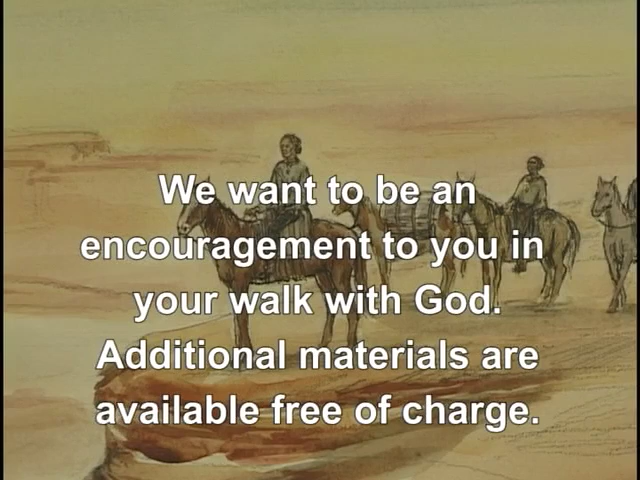 We want to be an
encouragement to you in
your walk with God.
Additional materials are
available free of charge.